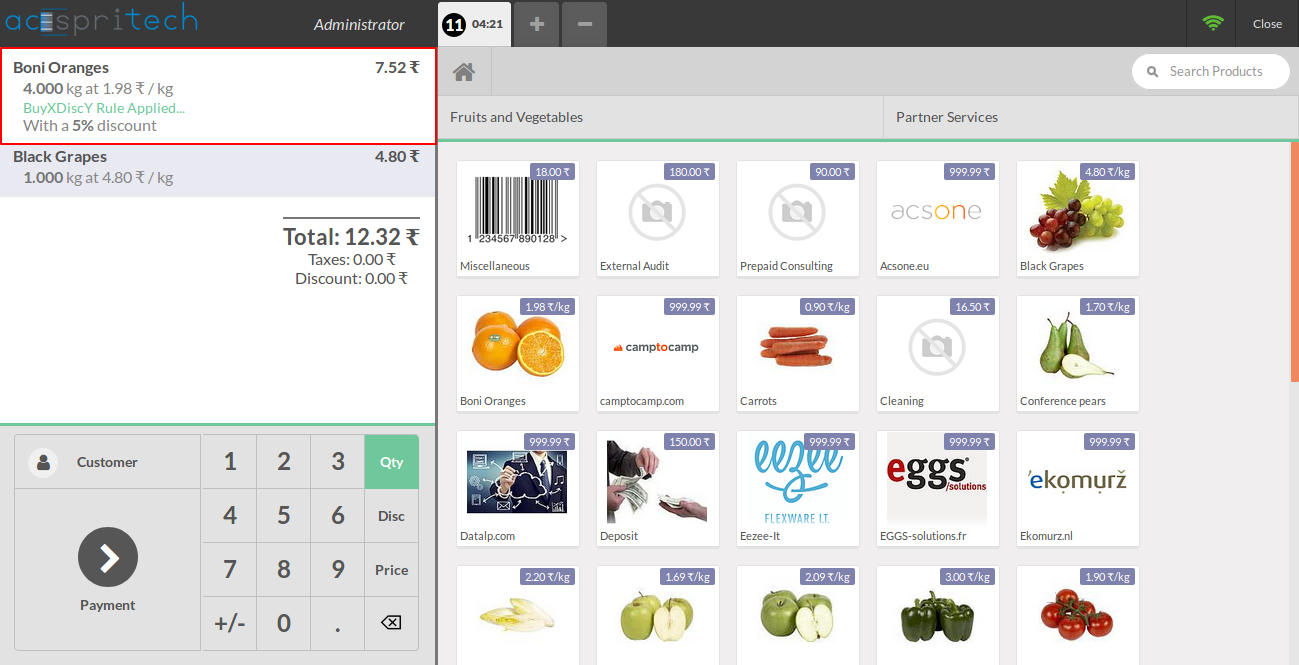 acespritech
Administrator
11 04:21
+
−
Close
Boni Oranges 7.52 ₹
4.000 kg at 1.98 ₹ / kg
BuyXDiscY Rule Applied...
With a 5% discount
Black Grapes 4.80 ₹
1.000 kg at 4.80 ₹ / kg
Total: 12.32 ₹
Taxes: 0.00 ₹
Discount: 0.00 ₹
Customer
Payment
1 2 3 Qty
4 5 6 Disc
7 8 9 Price
+/- 0 .
Search Products
Fruits and Vegetables
Partner Services
18.00 ₹
1 234567 890128 >
Miscellaneous
180.00 ₹
External Audit
90.00 ₹
Prepaid Consulting
999.99 ₹
acsone
Acsone.eu
4.80 ₹/kg
Black Grapes
1.98 ₹/kg
Boni Oranges
999.99 ₹
camptocamp
camptocamp.com
0.90 ₹/kg
Carrots
16.50 ₹
Cleaning
1.70 ₹/kg
Conference pears
999.99 ₹
Datalp.com
150.00 ₹
Deposit
999.99 ₹
eezee
FLEXWARE I.T.
Eezee-It
999.99 ₹
eggs
/solutions
EGGS-solutions.fr
999.99 ₹
'ekomurž
Ekomurz.nl
2.20 ₹/kg
1.69 ₹/kg
2.09 ₹/kg
3.00 ₹/kg
1.90 ₹/kg